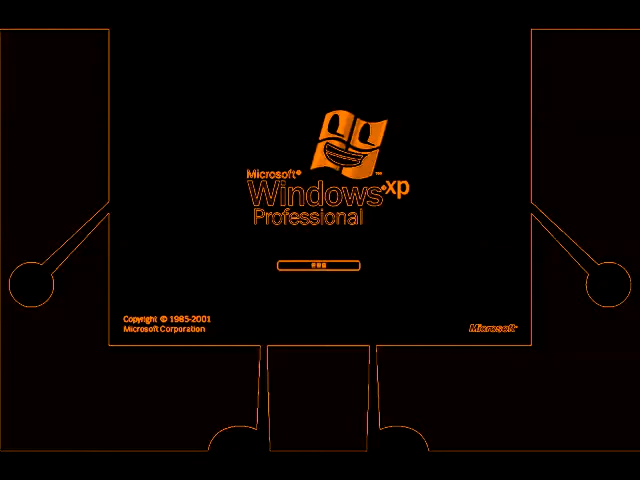 Microsoft®
Windows xp
Professional
Copyright © 1985-2001
Microsoft Corporation
Microsoft